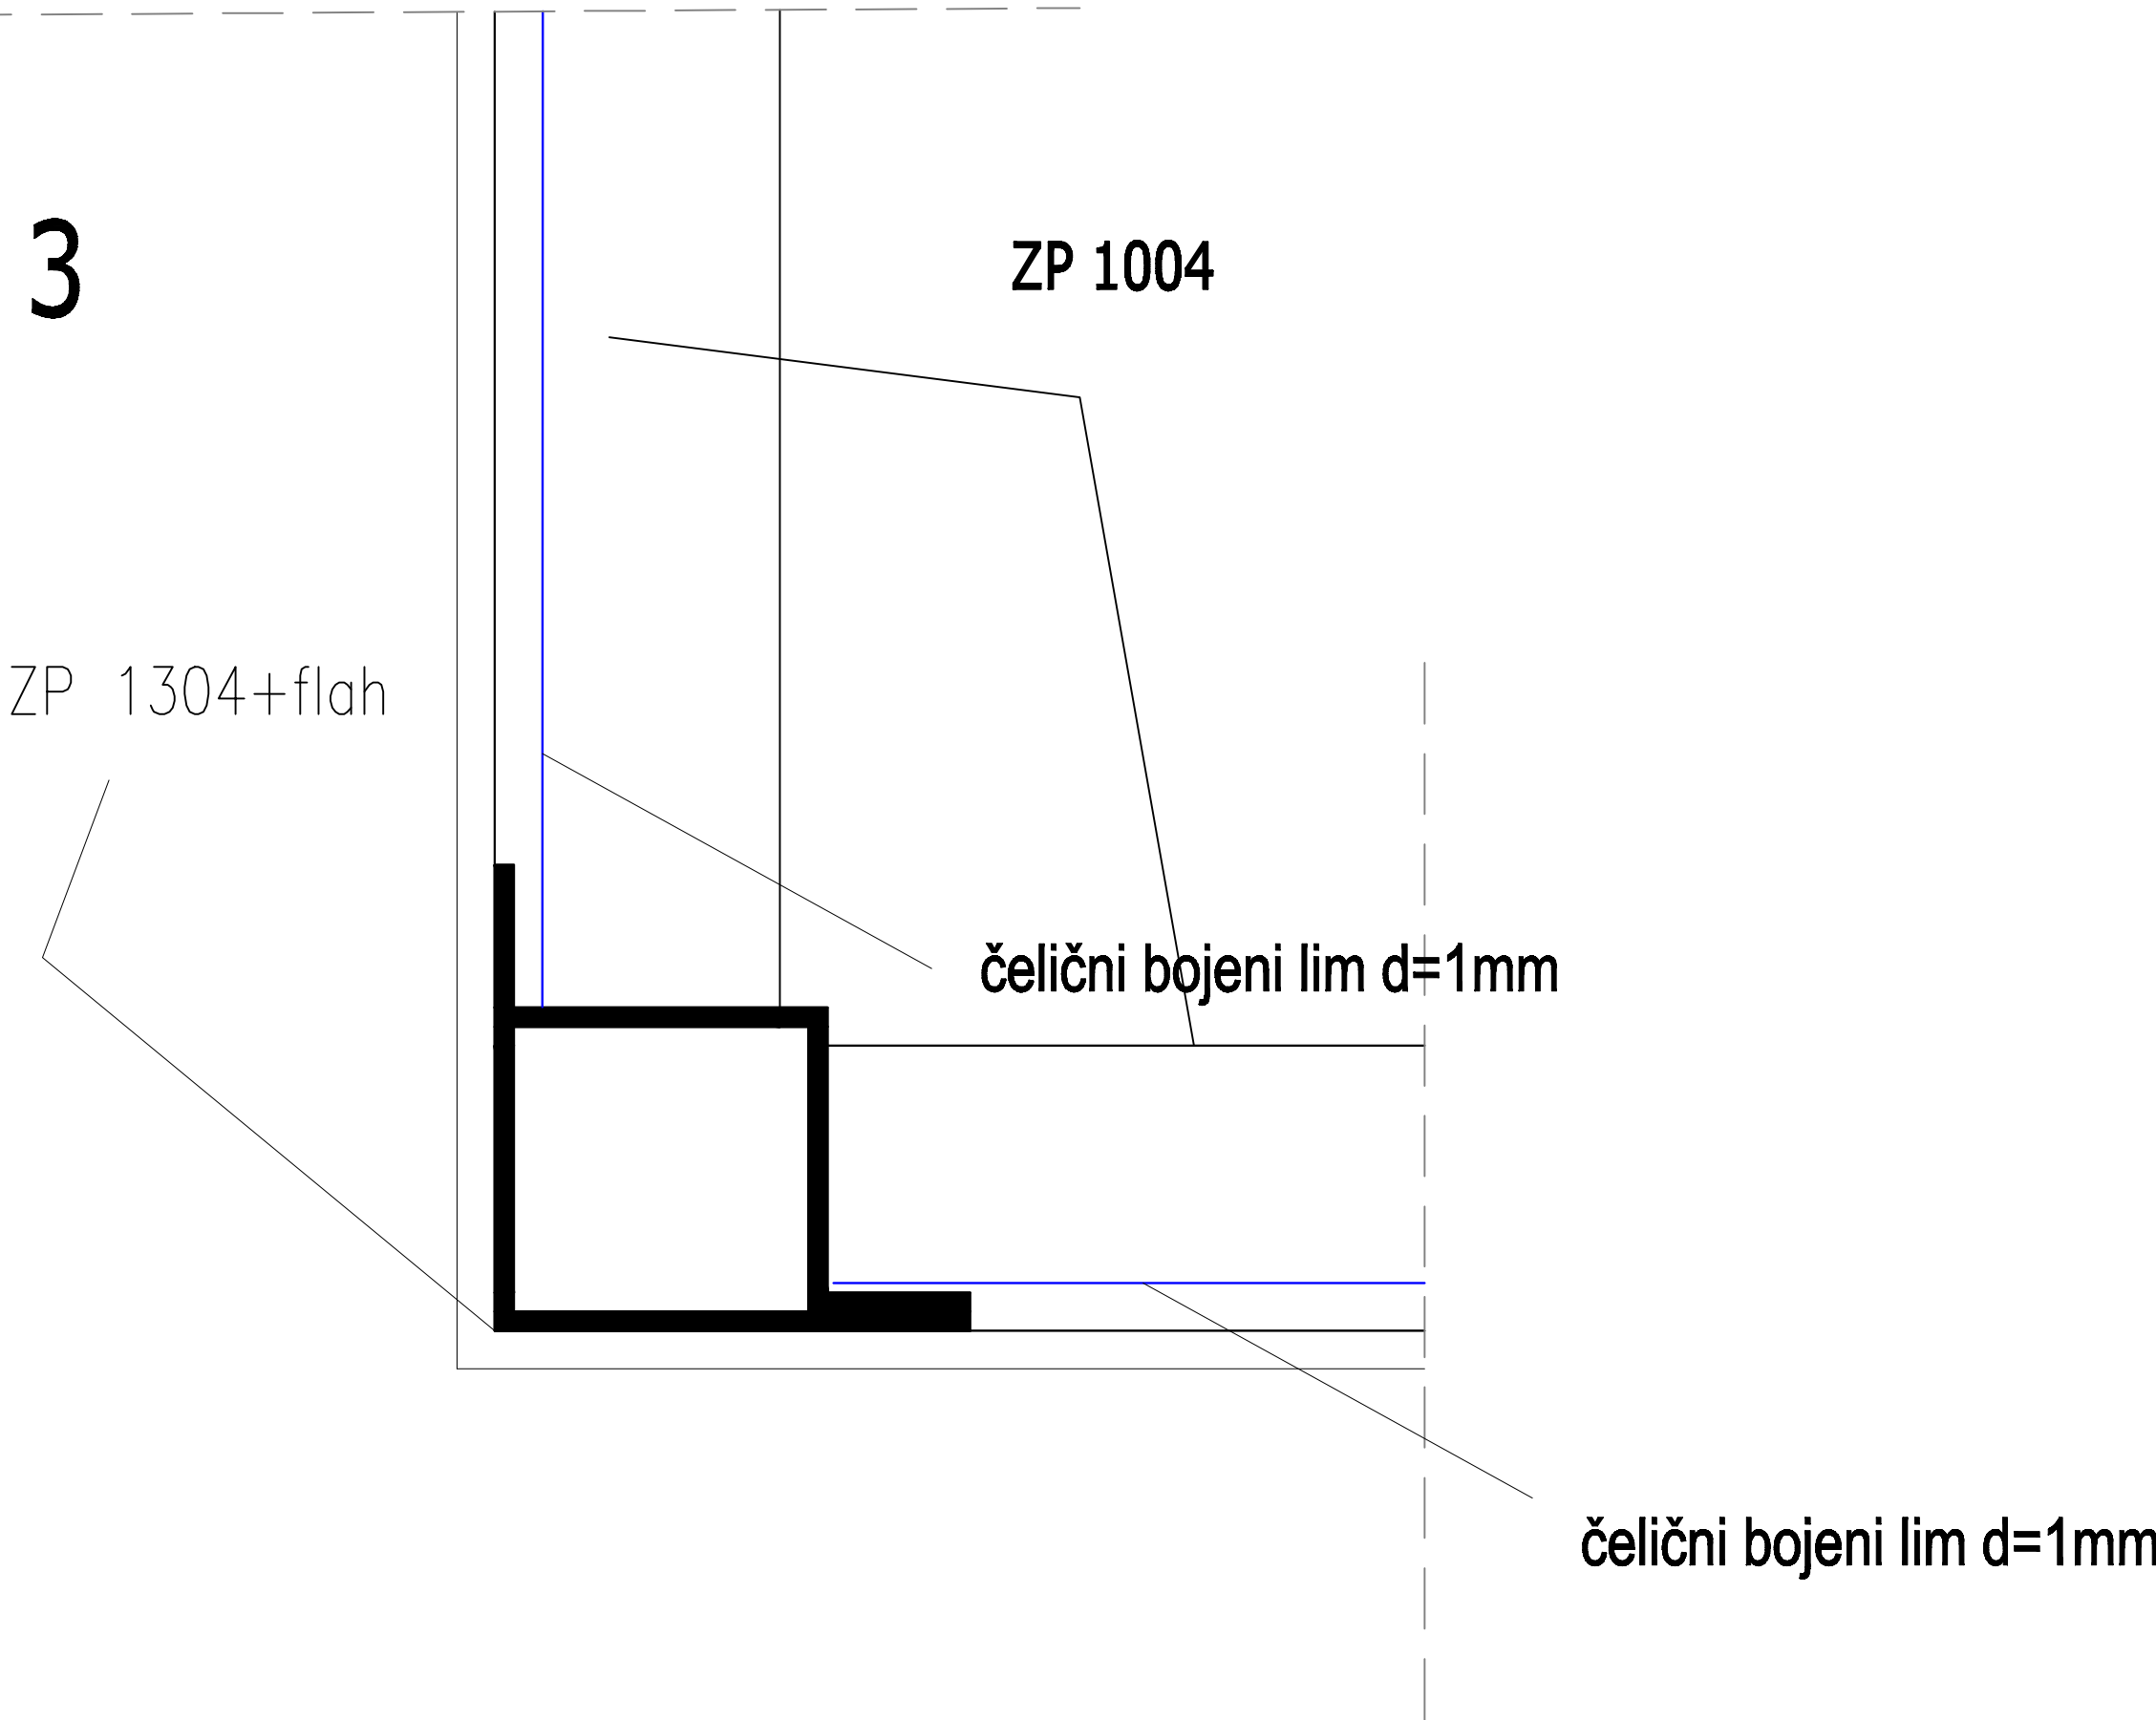 3
ZP 1004
ZP 1304+flah
čelični bojeni lim d=1mm
čelični bojeni lim d=1mm